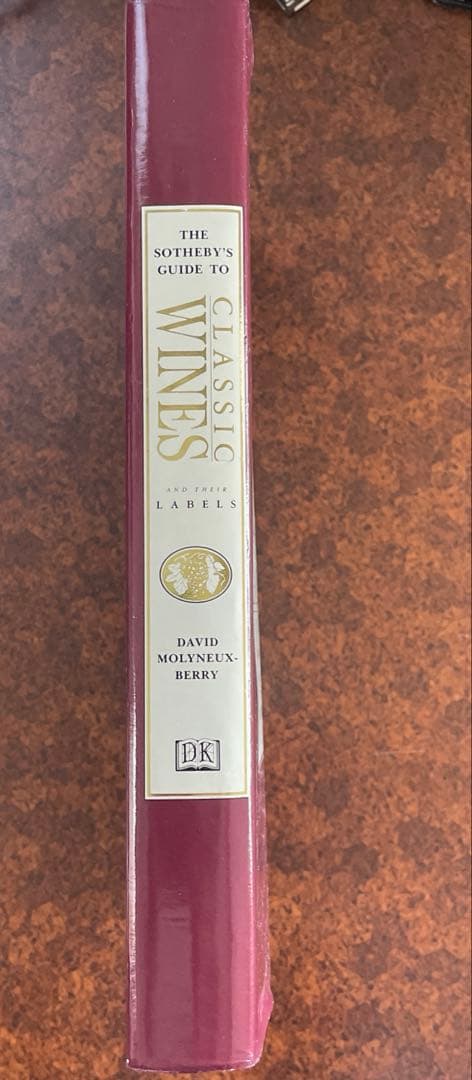 THE
SOTHEBY'S
GUIDE TO
CLASSIC
WINES
AND THEIR
LABELS
DAVID
MOLYNEUX-
BERRY
DK